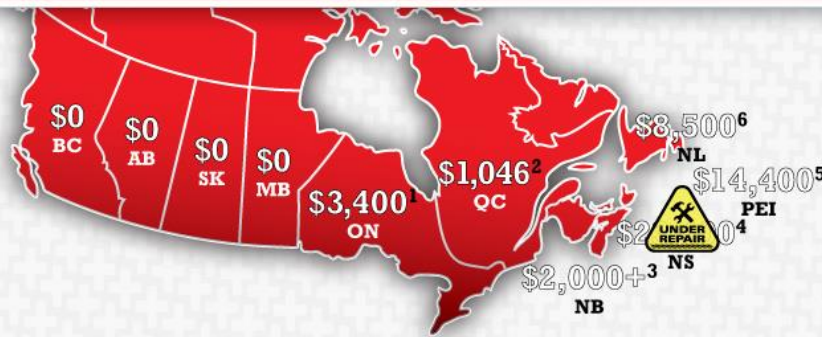 $0
BC
$0
AB
$0
SK
$0
MB
$3,400¹
ON
$1,046²
QC
$8,500⁶
NL
$14,400⁵
PEI
UNDER
REPAIR
NS
$2,000+³
NB